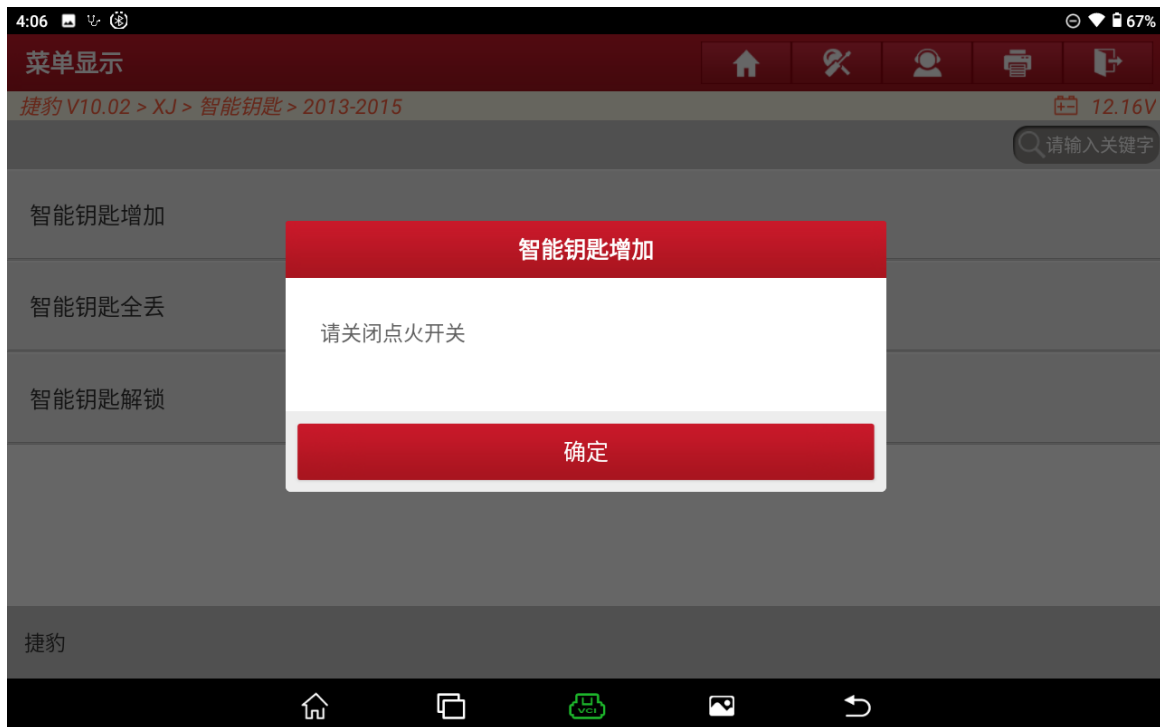 4:06
67%
菜单显示
捷豹 V10.02 > XJ > 智能钥匙 > 2013-2015
12.16V
请输入关键字
智能钥匙增加
智能钥匙增加
智能钥匙全丢
请关闭点火开关
智能钥匙解锁
确定
捷豹
VCI